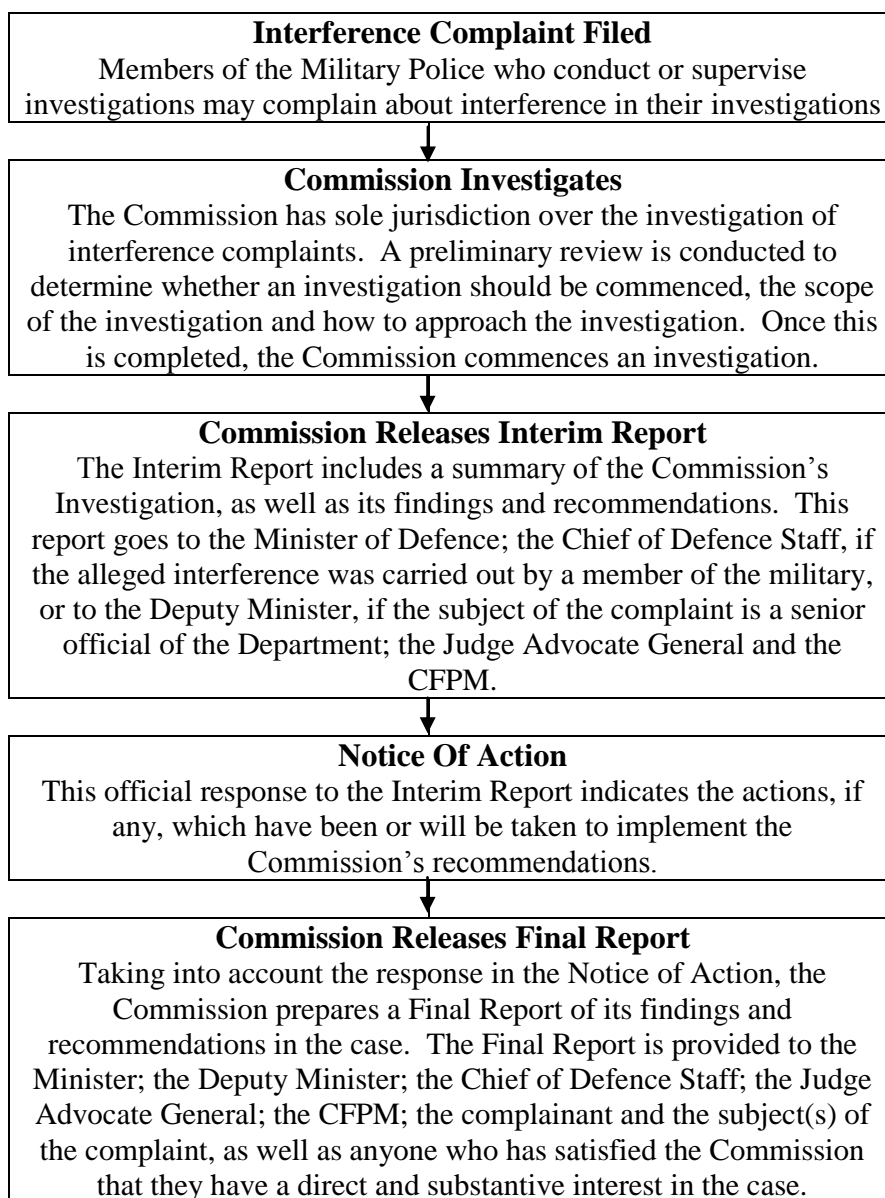 Interference Complaint Filed
Members of the Military Police who conduct or supervise
investigations may complain about interference in their investigations
Commission Investigates
The Commission has sole jurisdiction over the investigation of
interference complaints.  A preliminary review is conducted to
determine whether an investigation should be commenced, the scope
of the investigation and how to approach the investigation.  Once this
is completed, the Commission commences an investigation.
Commission Releases Interim Report
The Interim Report includes a summary of the Commission’s
Investigation, as well as its findings and recommendations.  This
report goes to the Minister of Defence; the Chief of Defence Staff, if
the alleged interference was carried out by a member of the military,
or to the Deputy Minister, if the subject of the complaint is a senior
official of the Department; the Judge Advocate General and the
CFPM.
Notice Of Action
This official response to the Interim Report indicates the actions, if
any, which have been or will be taken to implement the
Commission’s recommendations.
Commission Releases Final Report
Taking into account the response in the Notice of Action, the
Commission prepares a Final Report of its findings and
recommendations in the case.  The Final Report is provided to the
Minister; the Deputy Minister; the Chief of Defence Staff; the Judge
Advocate General; the CFPM; the complainant and the subject(s) of
the complaint, as well as anyone who has satisfied the Commission
that they have a direct and substantive interest in the case.